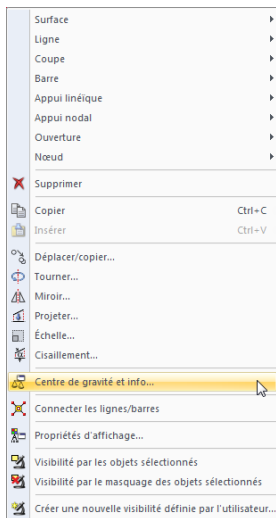 Surface
Ligne
Coupe
Barre
Appui linéique
Appui nodal
Ouverture
Nœud
Supprimer
Copier Ctrl+C
Insérer Ctrl+V
Déplacer/copier...
Tourner...
Miroir...
Projeter...
Échelle...
Cisaillement...
Centre de gravité et info...
Connecter les lignes/barres
Propriétés d'affichage...
Visibilité par les objets sélectionnés
Visibilité par le masquage des objets sélectionnés
Créer une nouvelle visibilité définie par l'utilisateur...